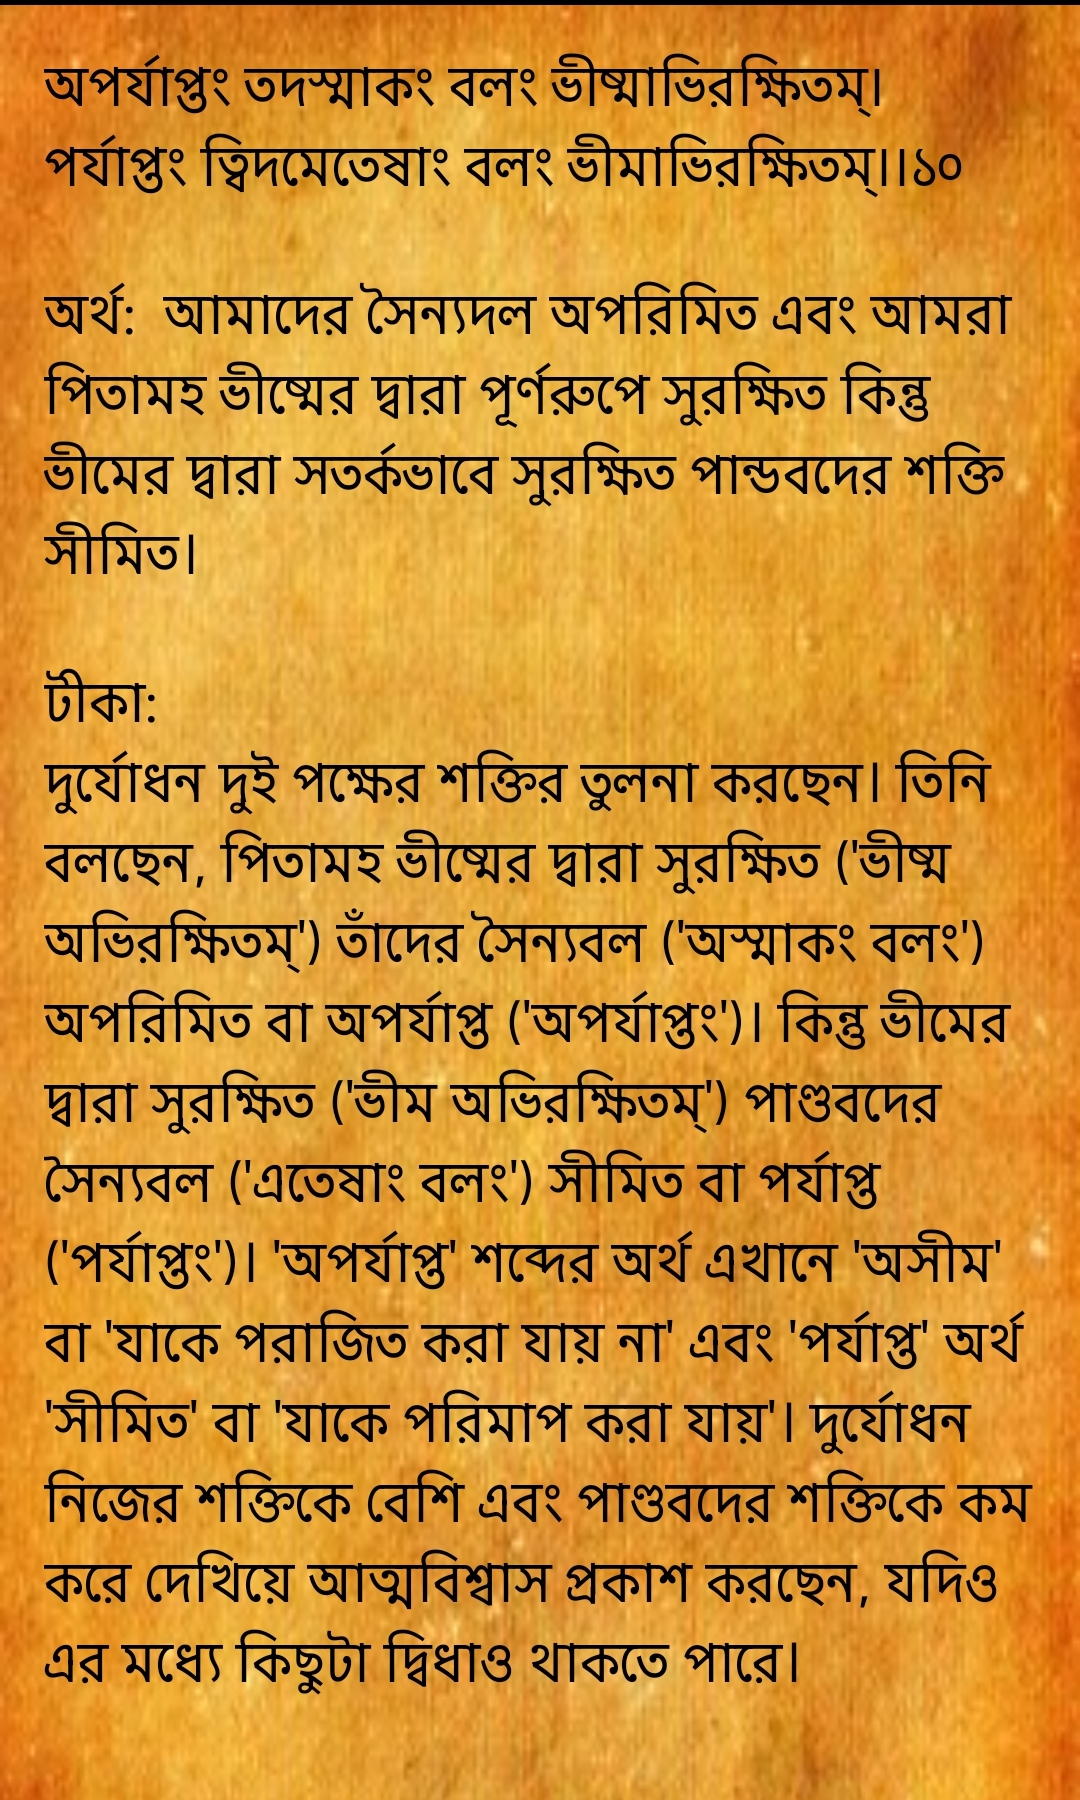 অপর্যাপ্তং তদস্মাকং বলং ভীষ্মাভিরক্ষিতম্।
পর্যাপ্তং ত্বিদমেতেষাং বলং ভীমাভিরক্ষিতম্।।১০
অর্থ: আমাদের সৈন্যদল অপরিমিত এবং আমরা
পিতামহ ভীষ্মের দ্বারা পূর্ণরুপে সুরক্ষিত কিন্তু
ভীমের দ্বারা সতর্কভাবে সুরক্ষিত পান্ডবদের শক্তি
সীমিত।
টীকা:
দুর্যোধন দুই পক্ষের শক্তির তুলনা করছেন। তিনি
বলছেন, পিতামহ ভীষ্মের দ্বারা সুরক্ষিত ('ভীষ্ম
অভিরক্ষিতম্') তাঁদের সৈন্যবল ('অস্মাকং বলং')
অপরিমিত বা অপর্যাপ্ত ('অপর্যাপ্তং')। কিন্তু ভীমের
দ্বারা সুরক্ষিত ('ভীম অভিরক্ষিতম্') পাণ্ডবদের
সৈন্যবল ('এতেষাং বলং') সীমিত বা পর্যাপ্ত
('পর্যাপ্তং')। 'অপর্যাপ্ত' শব্দের অর্থ এখানে 'অসীম'
বা 'যাকে পরাজিত করা যায় না' এবং 'পর্যাপ্ত' অর্থ
'সীমিত' বা 'যাকে পরিমাপ করা যায়'। দুর্যোধন
নিজের শক্তিকে বেশি এবং পাণ্ডবদের শক্তিকে কম
করে দেখিয়ে আত্মবিশ্বাস প্রকাশ করছেন, যদিও
এর মধ্যে কিছুটা দ্বিধাও থাকতে পারে।